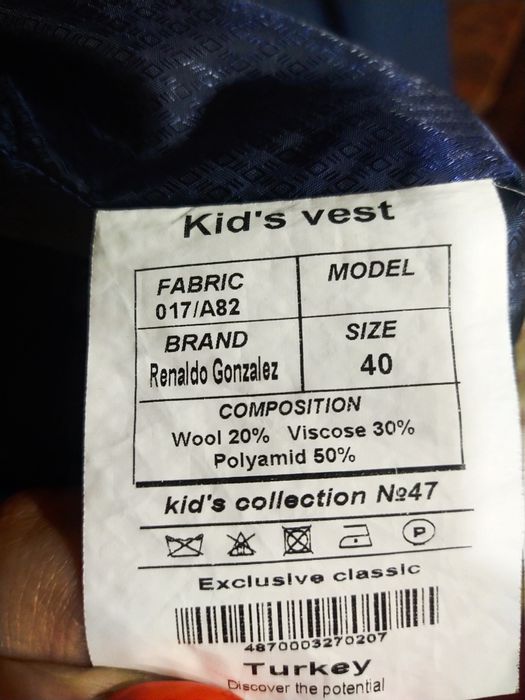 Kid's vest
FABRIC
017/A82
MODEL
BRAND
Renaldo Gonzalez
SIZE
40
COMPOSITION
Wool 20% Viscose 30%
Polyamid 50%
kid's collection №47
P
Exclusive classic
4870003270207
Turkey
Discover the potential